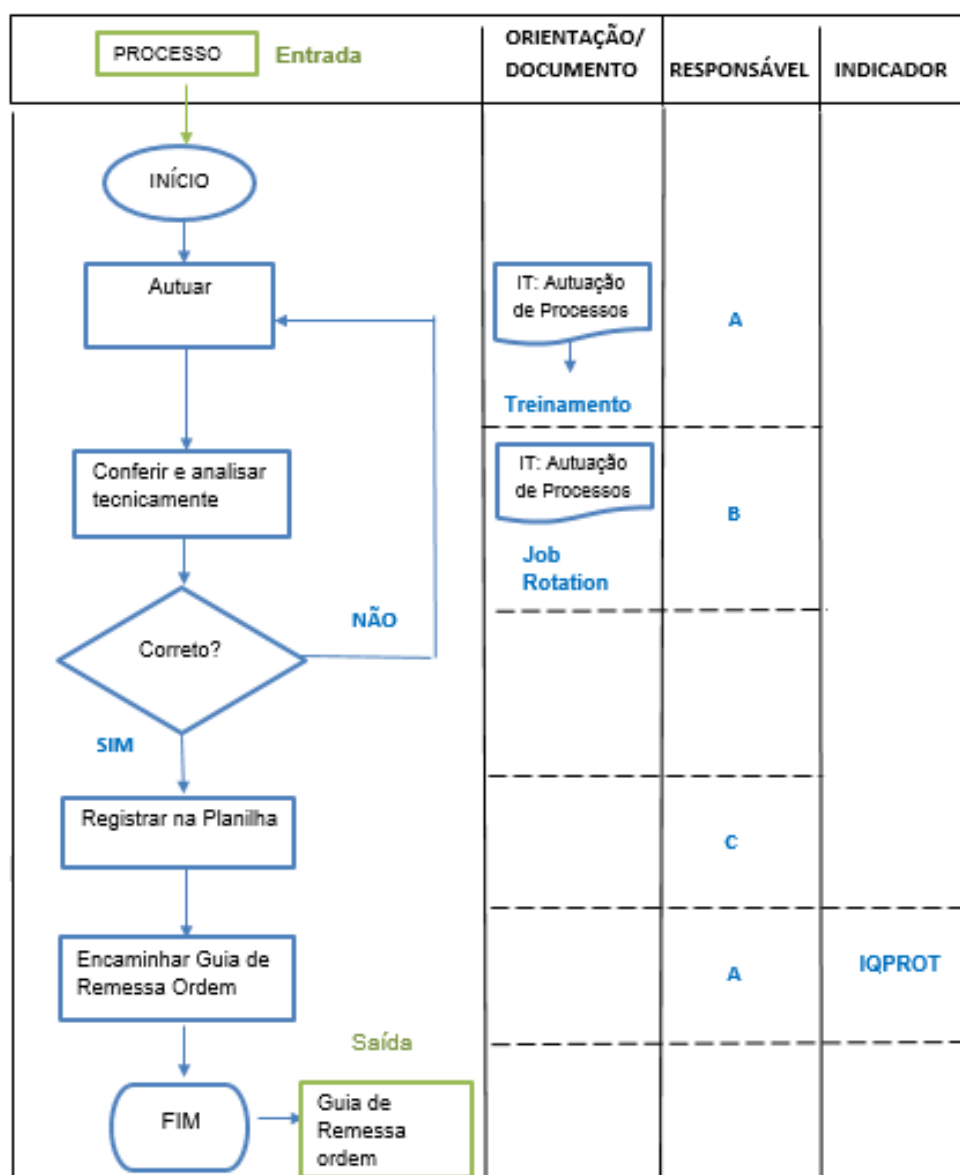 PROCESSO
Entrada
ORIENTAÇÃO/
DOCUMENTO
RESPONSÁVEL
INDICADOR
INÍCIO
Autuar
IT: Autuação
de Processos
A
Treinamento
Conferir e analisar
tecnicamente
IT: Autuação
de Processos
B
Job
Rotation
NÃO
Correto?
SIM
Registrar na Planilha
C
Encaminhar Guia de
Remessa Ordem
A
IQPROT
Saída
FIM
Guia de
Remessa
ordem